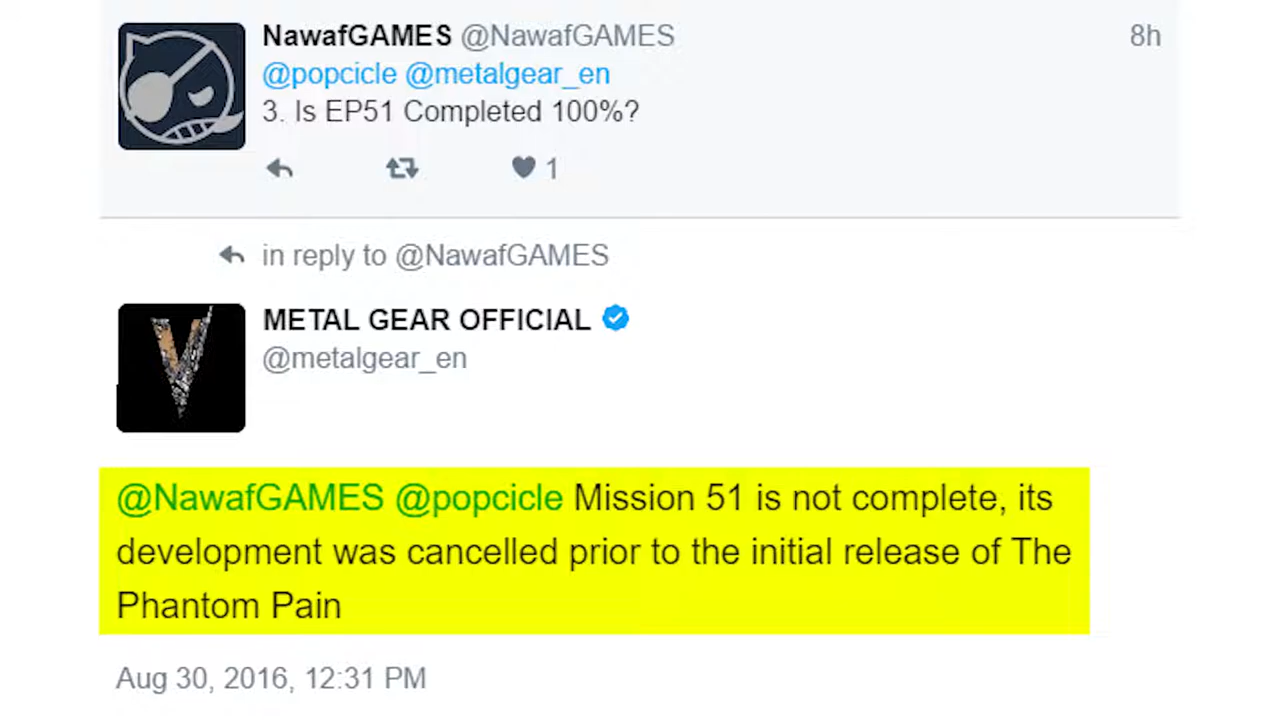 NawafGAMES @NawafGAMES 8h
@popcicle @metalgear_en
3. Is EP51 Completed 100%?
1
in reply to @NawafGAMES
METAL GEAR OFFICIAL
@metalgear_en
@NawafGAMES @popcicle Mission 51 is not complete, its
development was cancelled prior to the initial release of The
Phantom Pain
Aug 30, 2016, 12:31 PM